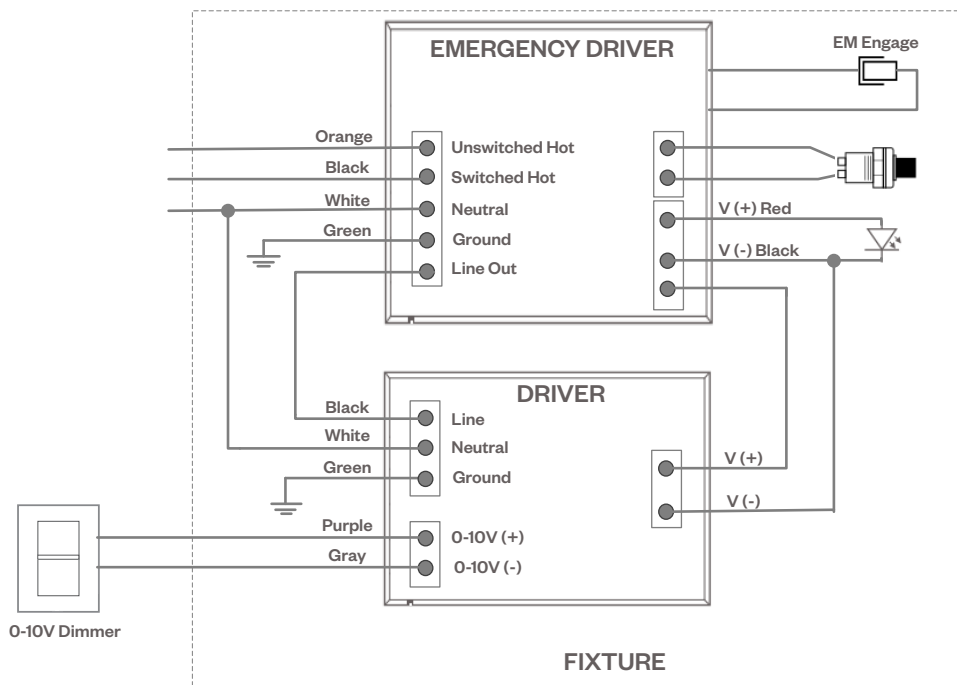 EMERGENCY DRIVER
EM Engage
Orange
Unswitched Hot
Black
Switched Hot
White
Neutral
V (+) Red
Green
Ground
V (-) Black
Line Out
DRIVER
Black
Line
White
Neutral
V (+)
Green
Ground
V (-)
Purple
0-10V (+)
Gray
0-10V (-)
0-10V Dimmer
FIXTURE